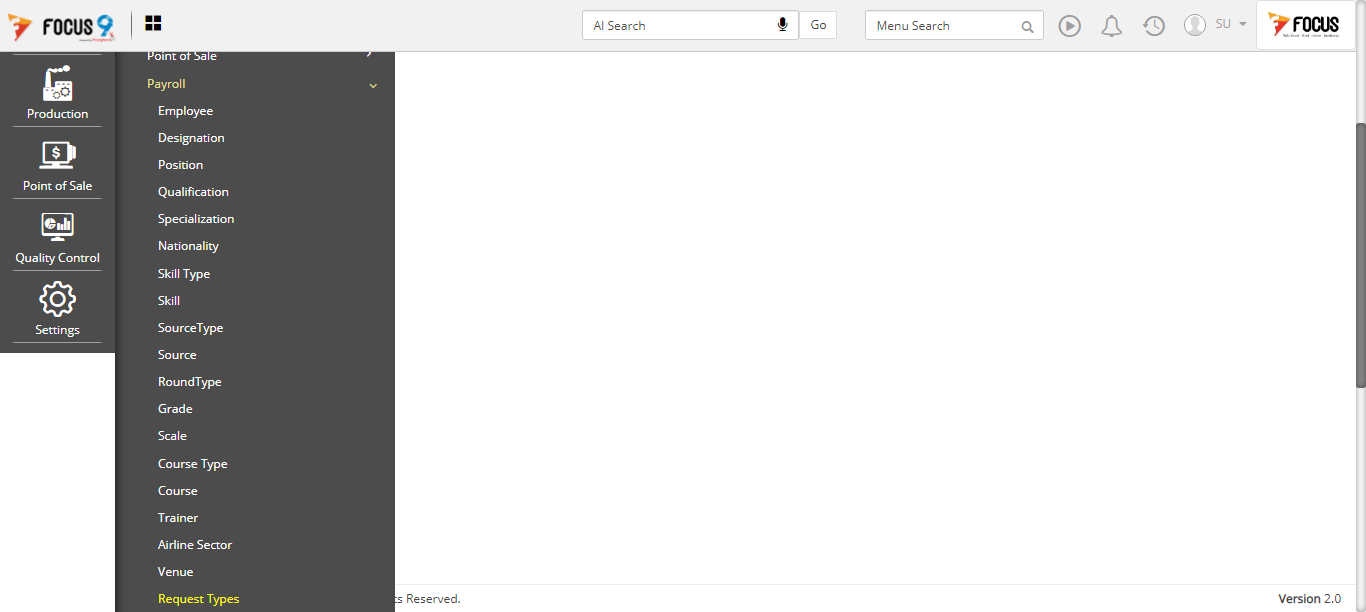 FOCUS 9
AI Search
Go
Menu Search
SU
FOCUS
Production
Point of Sale
Quality Control
Settings
Point of Sale
Payroll
Employee
Designation
Position
Qualification
Specialization
Nationality
Skill Type
Skill
SourceType
Source
RoundType
Grade
Scale
Course Type
Course
Trainer
Airline Sector
Venue
Request Types
ts Reserved.
Version 2.0